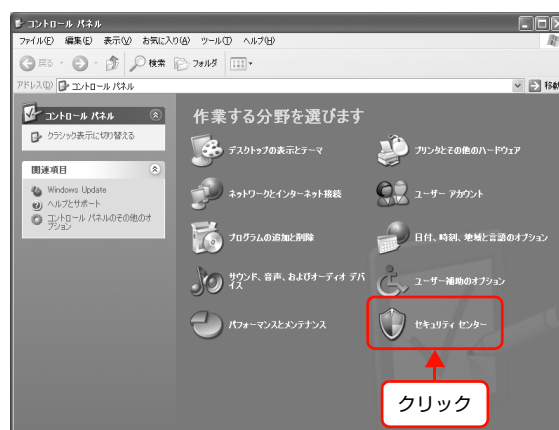 コントロール パネル
ファイル(F) 編集(E) 表示(V) お気に入り(A) ツール(T) ヘルプ(H)
戻る 検索 フォルダ
アドレス(D) コントロール パネル 移動
コントロール パネル
クラシック表示に切り替える
関連項目
Windows Update
ヘルプとサポート
コントロール パネルのその他のオ
プション
作業する分野を選びます
デスクトップの表示とテーマ
プリンタとその他のハードウェア
ネットワークとインターネット接続
ユーザー アカウント
プログラムの追加と削除
日付、時刻、地域と言語のオプション
サウンド、音声、およびオーディオ デバ
イス
ユーザー補助のオプション
パフォーマンスとメンテナンス
セキュリティ センター
クリック